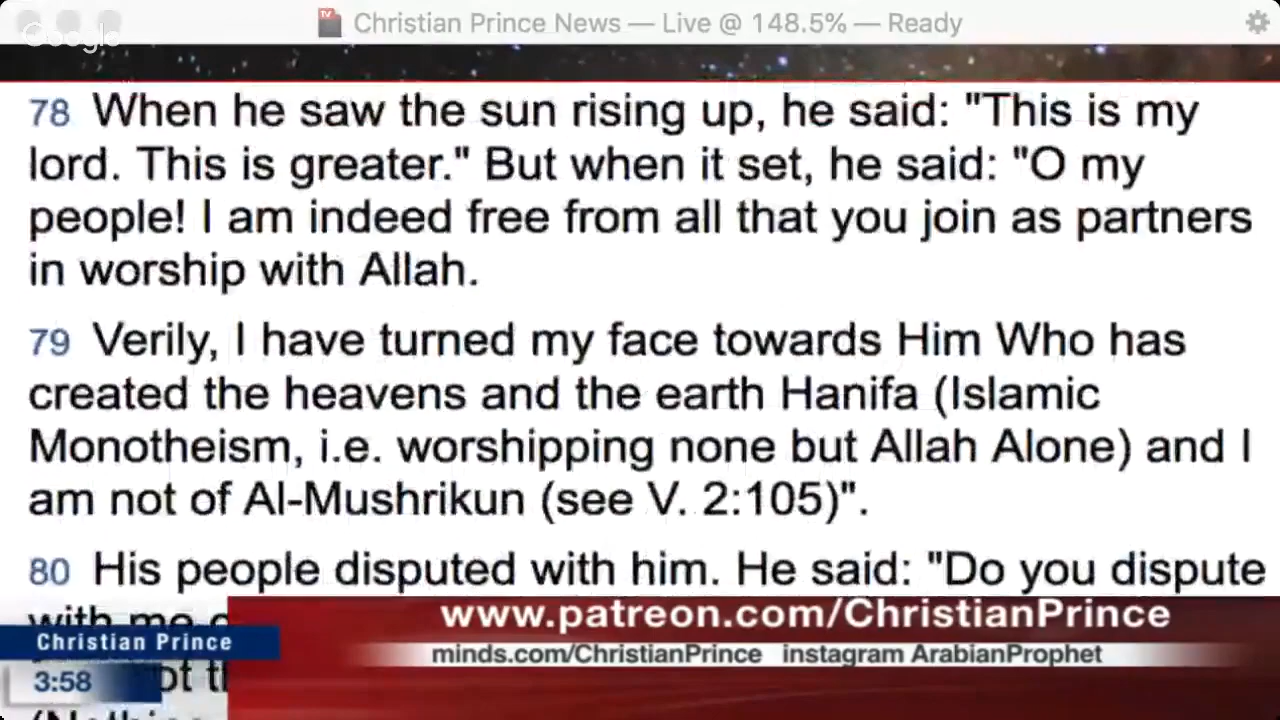 Christian Prince News — Live @ 148.5% — Ready
Google
78 When he saw the sun rising up, he said: "This is my
lord. This is greater." But when it set, he said: "O my
people! I am indeed free from all that you join as partners
in worship with Allah.
79 Verily, I have turned my face towards Him Who has
created the heavens and the earth Hanifa (Islamic
Monotheism, i.e. worshipping none but Allah Alone) and I
am not of Al-Mushrikun (see V. 2:105)".
80 His people disputed with him. He said: "Do you dispute
with me
www.patreon.com/ChristianPrince
Christian Prince
minds.com/ChristianPrince instagram ArabianProphet
3:58